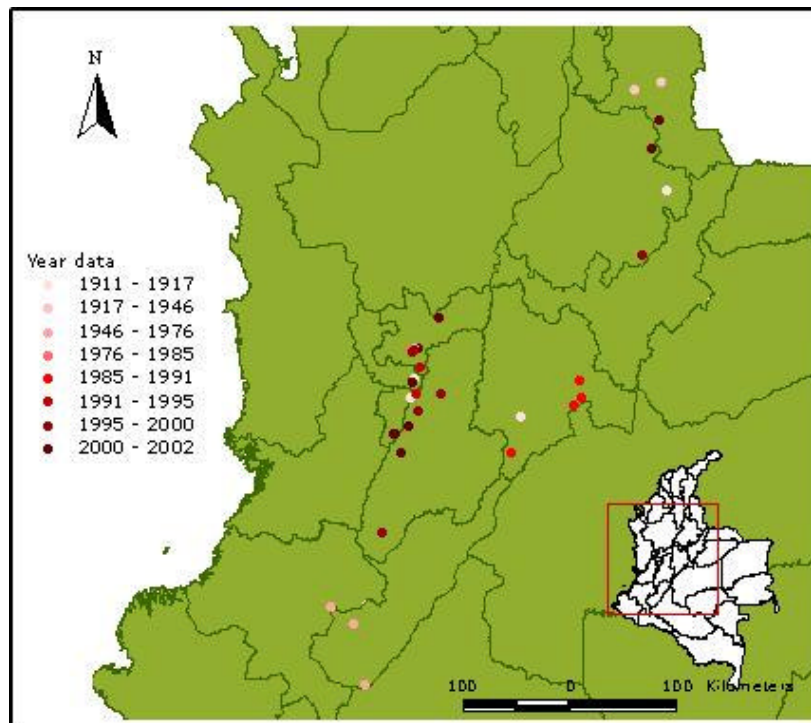 N
Year data
1911 - 1917
1917 - 1946
1946 - 1976
1976 - 1985
1985 - 1991
1991 - 1995
1995 - 2000
2000 - 2002
100 0 100 Kilometers